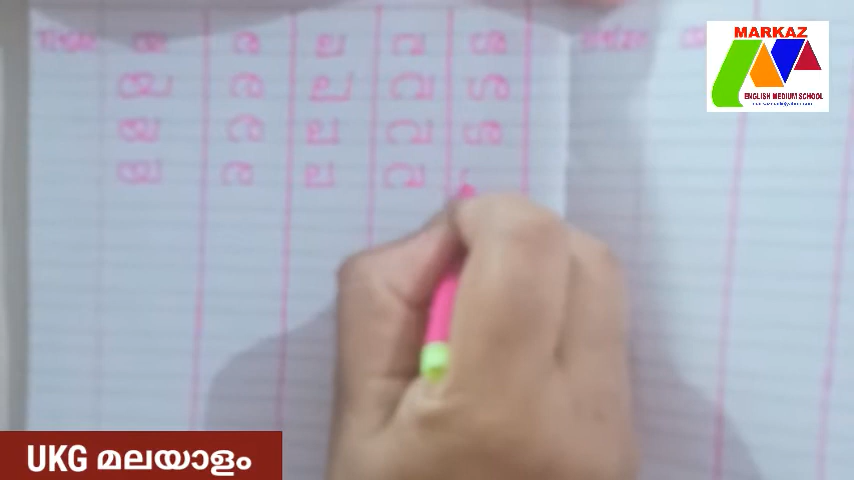 യ ര ല വ ശ
യ ര ല വ ശ
യ ര ല വ ശ
യ ര ല വ
MARKAZ
ENGLISH MEDIUM SCHOOL
UKG മലയാളം